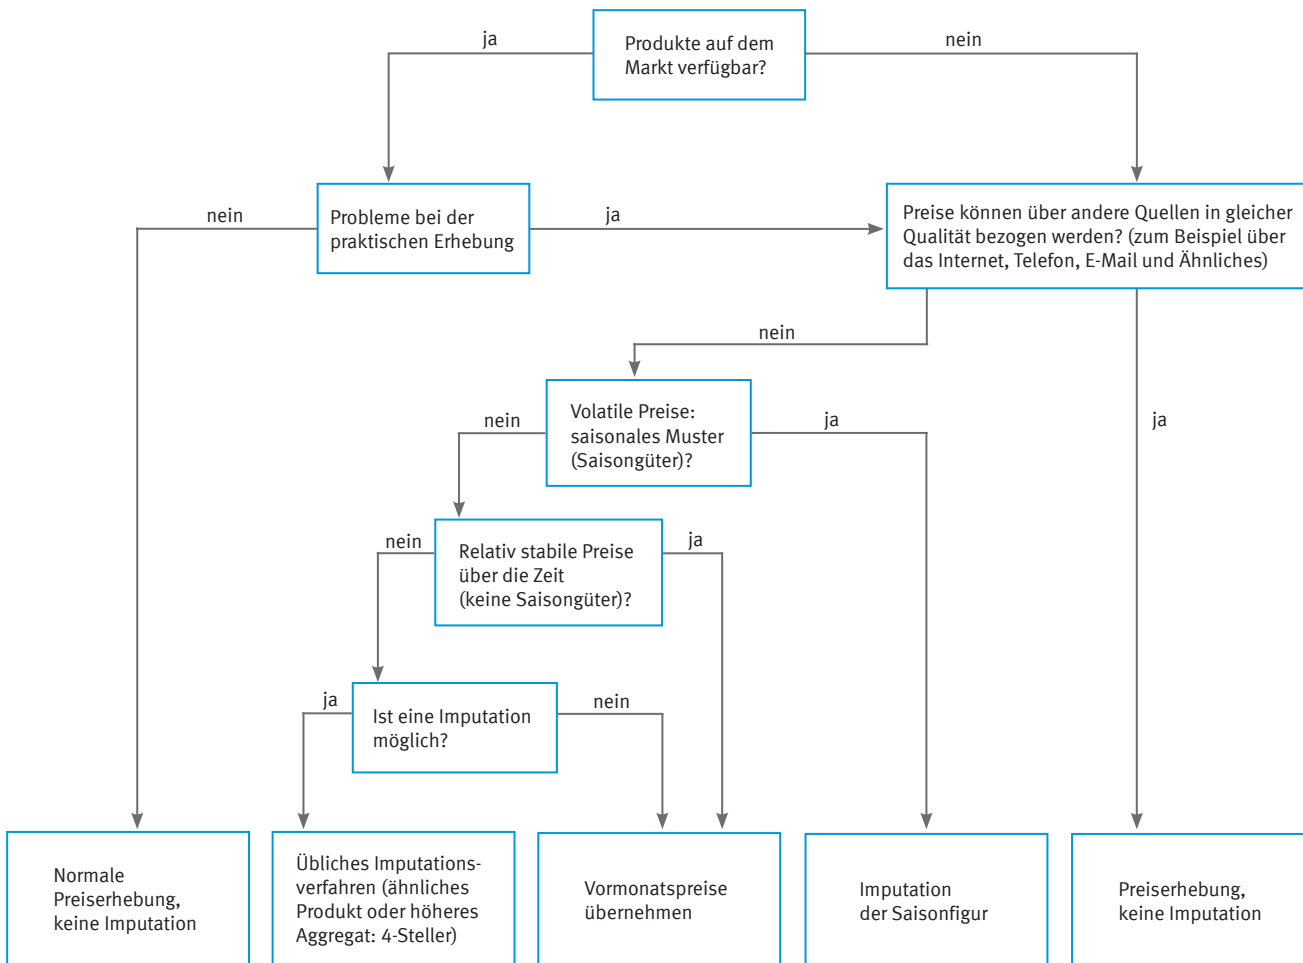 ja
Produkte auf dem
Markt verfügbar?
nein
nein
Probleme bei der
praktischen Erhebung
ja
Preise können über andere Quellen in gleicher
Qualität bezogen werden? (zum Beispiel über
das Internet, Telefon, E-Mail und Ähnliches)
nein
nein
Volatile Preise:
saisonales Muster
(Saisongüter)?
ja
ja
nein
Relativ stabile Preise
über die Zeit
(keine Saisongüter)?
ja
ja
Ist eine Imputation
möglich?
nein
Normale
Preiserhebung,
keine Imputation
Übliches Imputations-
verfahren (ähnliches
Produkt oder höheres
Aggregat: 4-Steller)
Vormonatspreise
übernehmen
Imputation
der Saisonfigur
Preiserhebung,
keine Imputation